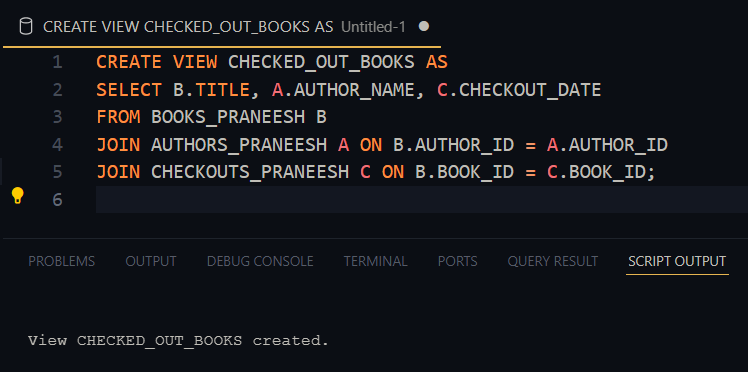 CREATE VIEW CHECKED_OUT_BOOKS AS Untitled-1
1 CREATE VIEW CHECKED_OUT_BOOKS AS
2 SELECT B.TITLE, A.AUTHOR_NAME, C.CHECKOUT_DATE
3 FROM BOOKS_PRANEESH B
4 JOIN AUTHORS_PRANEESH A ON B.AUTHOR_ID = A.AUTHOR_ID
5 JOIN CHECKOUTS_PRANEESH C ON B.BOOK_ID = C.BOOK_ID;
6
PROBLEMS OUTPUT DEBUG CONSOLE TERMINAL PORTS QUERY RESULT SCRIPT OUTPUT
View CHECKED_OUT_BOOKS created.